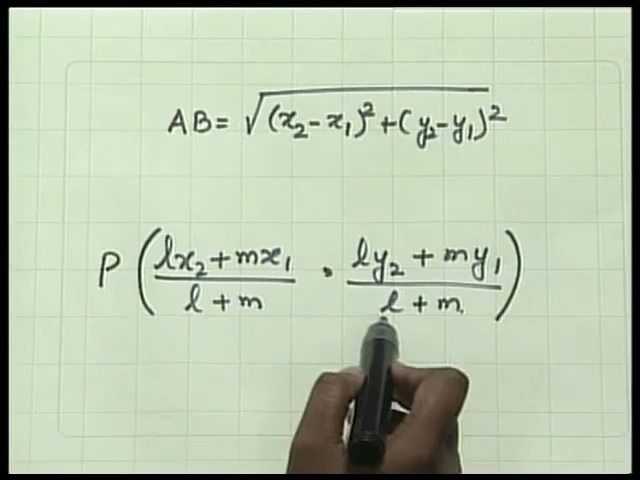 AB = √(x₂ - x₁)² + (y₂ - y₁)²
P ( (lx₂ + mx₁)/(l + m) , (ly₂ + my₁)/(l + m) )